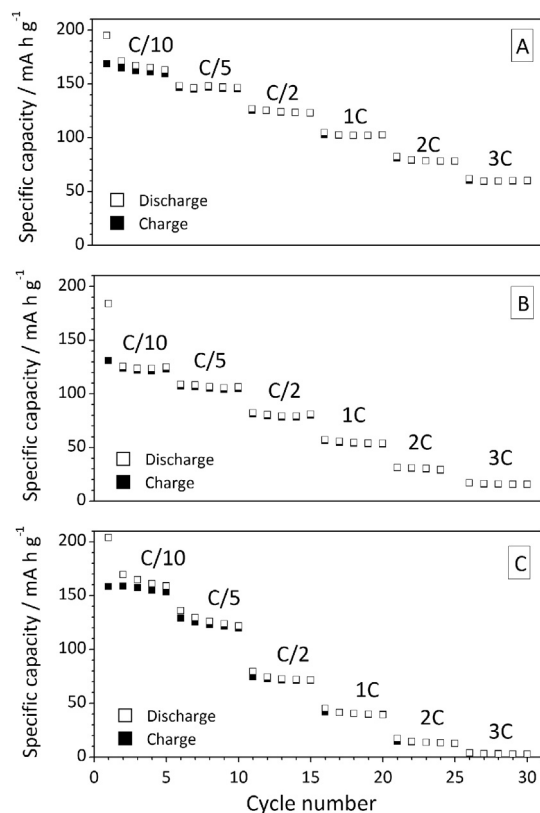 200
150
100
50
0
Specific capacity / mA h g⁻¹
A
C/10
C/5
C/2
1C
2C
3C
Discharge
Charge
200
150
100
50
0
Specific capacity / mA h g⁻¹
B
C/10
C/5
C/2
1C
2C
3C
Discharge
Charge
200
150
100
50
0
Specific capacity / mA h g⁻¹
C
C/10
C/5
C/2
1C
2C
3C
Discharge
Charge
0 5 10 15 20 25 30
Cycle number